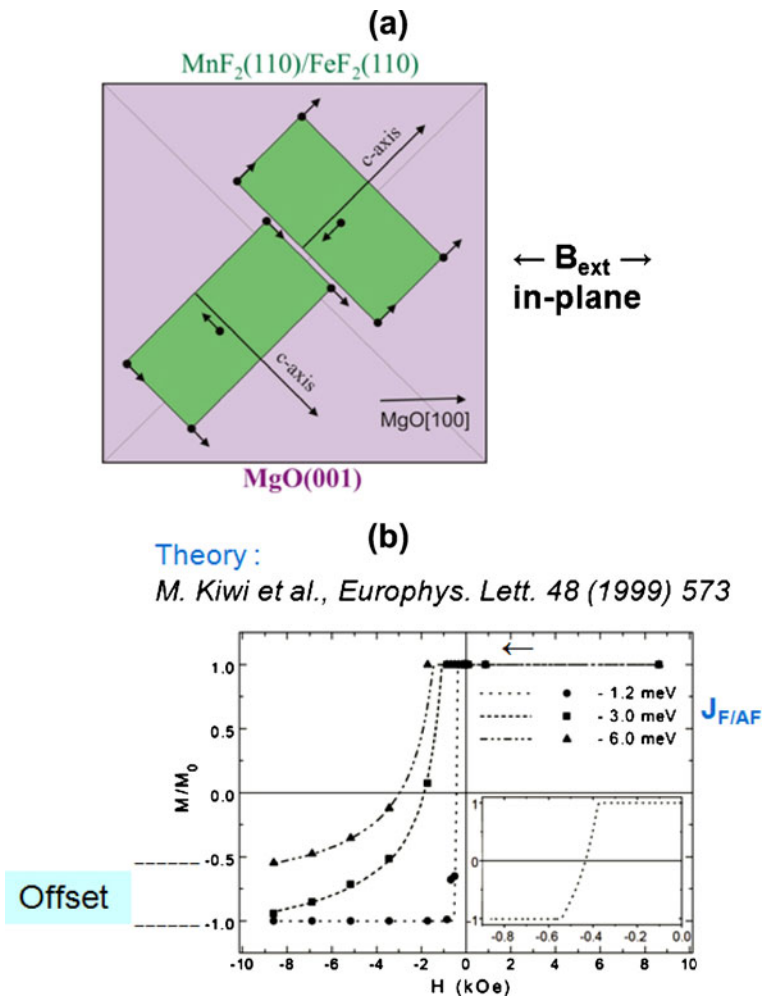 (a)
MnF2(110)/FeF2(110)
c-axis
c-axis
MgO[100]
MgO(001)
← Bext →
in-plane
(b)
Theory :
M. Kiwi et al., Europhys. Lett. 48 (1999) 573
←
- 1.2 meV
- 3.0 meV
- 6.0 meV
JF/AF
M/M0
1.0
0.5
0.0
-0.5
-1.0
Offset
1
0
-1
-0.8 -0.6 -0.4 -0.2 0.0
-10 -8 -6 -4 -2 0 2 4 6 8 10
H (kOe)